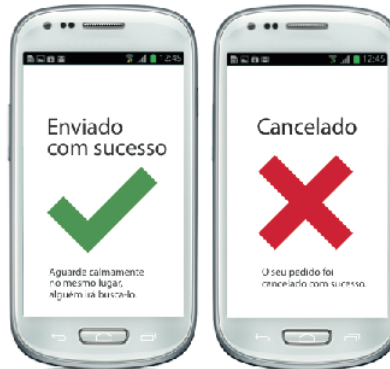 12:45
Enviado
com sucesso
Aguarde calmamente
no mesmo lugar,
alguém irá busca-lo.
12:45
Cancelado
O seu pedido foi
cancelado com sucesso.